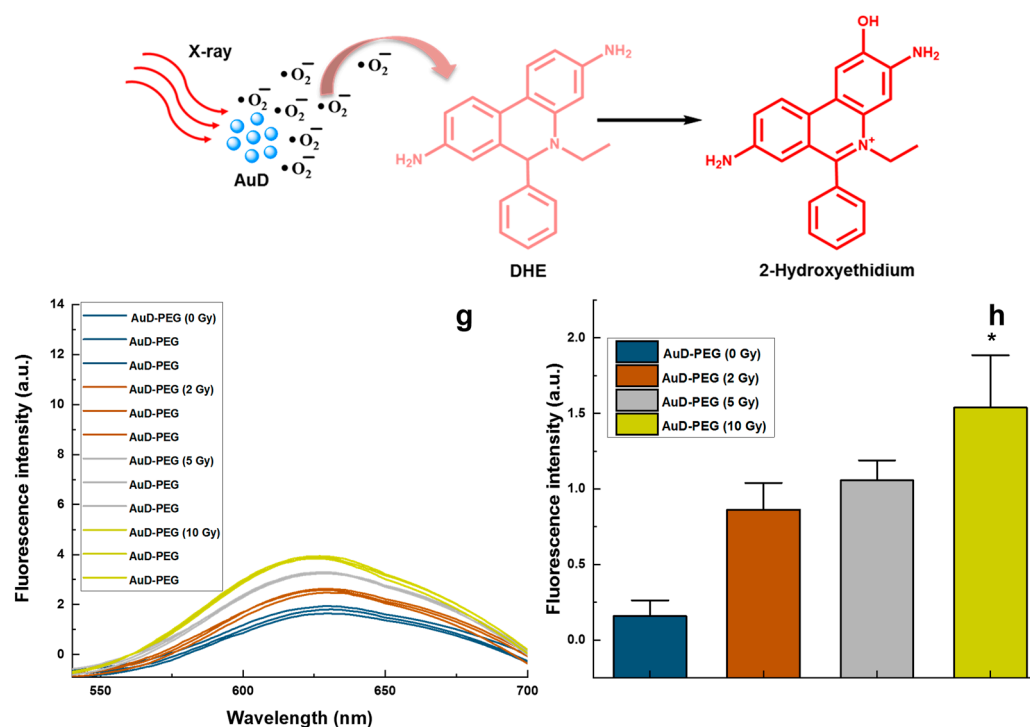 X-ray
• O₂⁻
• O₂⁻
• O₂⁻
• O₂⁻
• O₂⁻
• O₂⁻
• O₂⁻
AuD
NH₂
H₂N
N
DHE
OH
NH₂
H₂N
N⁺
2-Hydroxyethidium
g
Fluorescence intensity (a.u.)
14
12
10
8
6
4
2
0
AuD-PEG (0 Gy)
AuD-PEG
AuD-PEG
AuD-PEG (2 Gy)
AuD-PEG
AuD-PEG
AuD-PEG (5 Gy)
AuD-PEG
AuD-PEG
AuD-PEG (10 Gy)
AuD-PEG
AuD-PEG
550 600 650 700
Wavelength (nm)
h
Fluorescence intensity (a.u.)
2.0
1.5
1.0
0.5
0.0
AuD-PEG (0 Gy)
AuD-PEG (2 Gy)
AuD-PEG (5 Gy)
AuD-PEG (10 Gy)
*